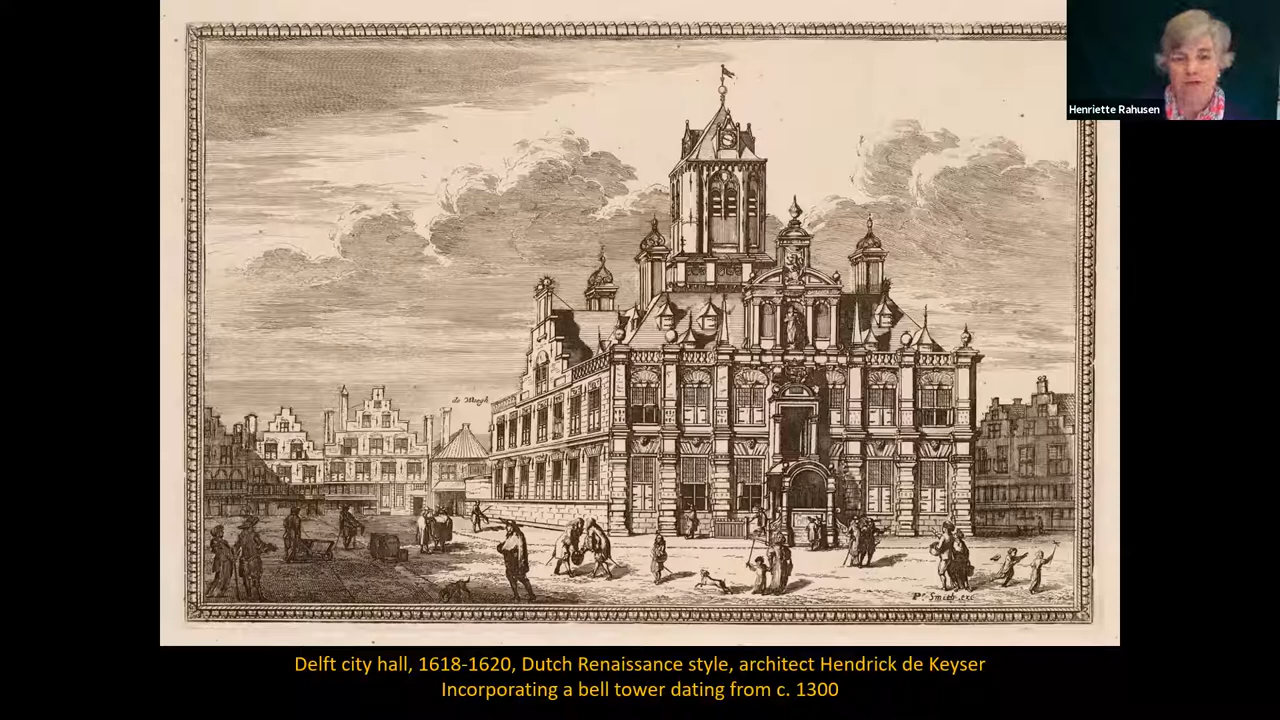 Henriette Rahusen
de Waegh
P. Smith exc
Delft city hall, 1618-1620, Dutch Renaissance style, architect Hendrick de Keyser
Incorporating a bell tower dating from c. 1300